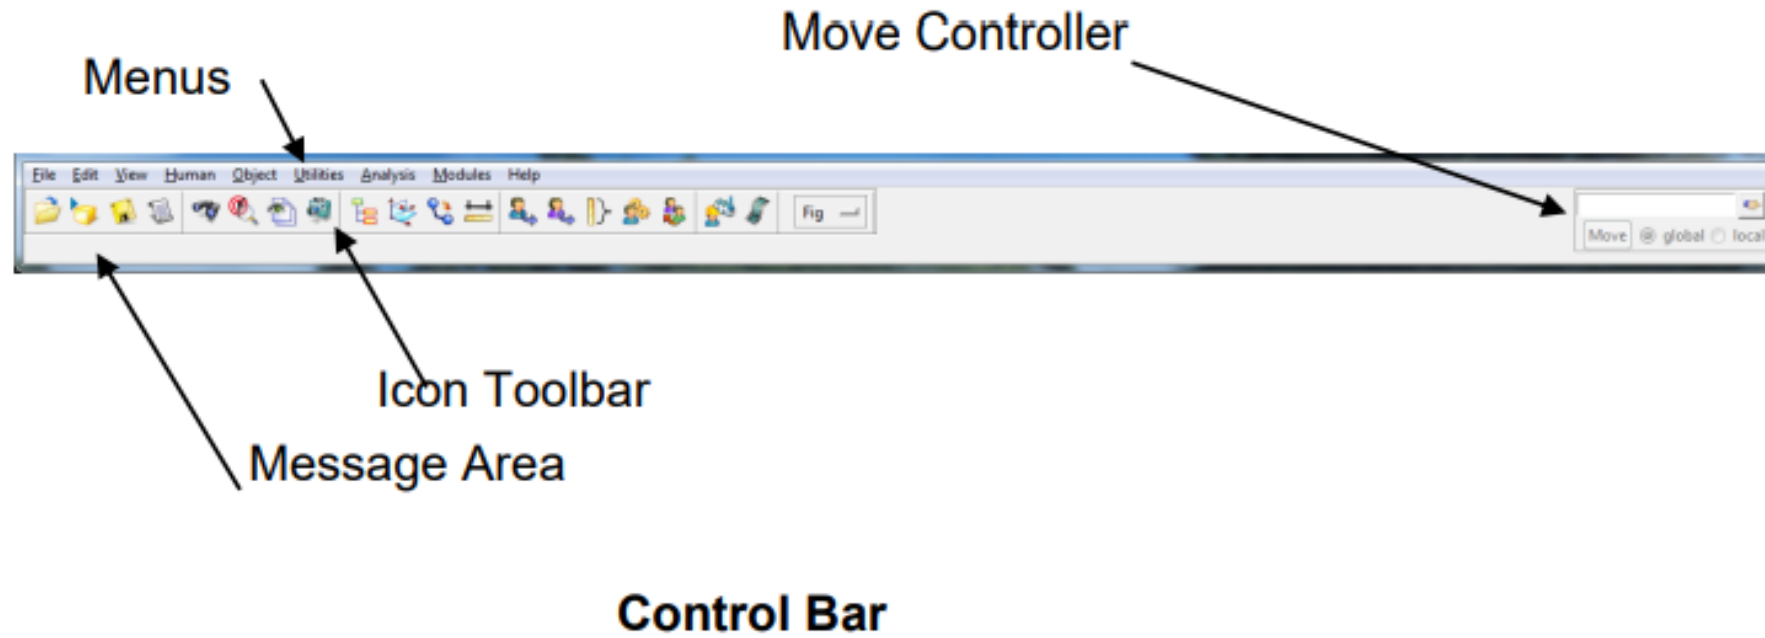 Move Controller
Menus
File Edit View Human Object Utilities Analysis Modules Help
Fig
Move global local
Icon Toolbar
Message Area
Control Bar